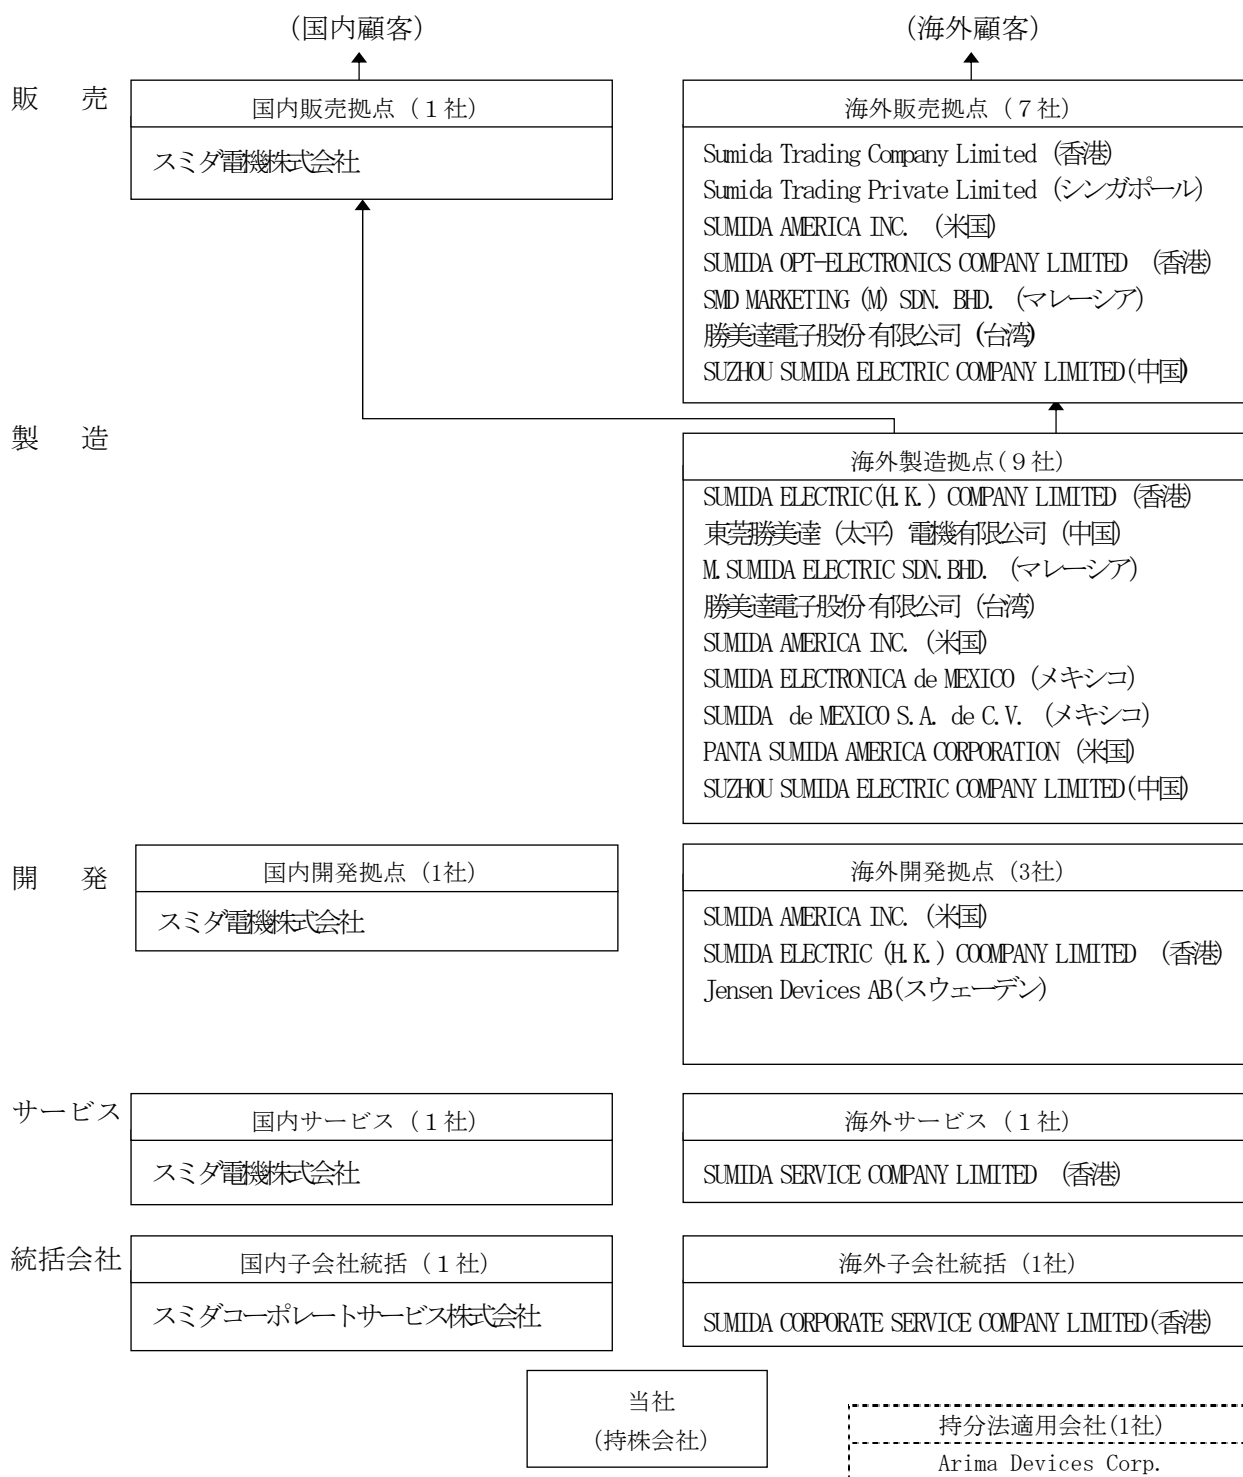 (国内顧客)
(海外顧客)
販　売
国内販売拠点（１社）
スミダ電機株式会社
海外販売拠点（７社）
Sumida Trading Company Limited (香港)
Sumida Trading Private Limited (シンガポール)
SUMIDA AMERICA INC. (米国)
SUMIDA OPT-ELECTRONICS COMPANY LIMITED (香港)
SMD MARKETING (M) SDN. BHD. (マレーシア)
勝美達電子股份有限公司 (台湾)
SUZHOU SUMIDA ELECTRIC COMPANY LIMITED(中国)
製　造
海外製造拠点(９社)
SUMIDA ELECTRIC(H.K.) COMPANY LIMITED (香港)
東莞勝美達（太平）電機有限公司 (中国)
M.SUMIDA ELECTRIC SDN.BHD. (マレーシア)
勝美達電子股份有限公司 (台湾)
SUMIDA AMERICA INC. (米国)
SUMIDA ELECTRONICA de MEXICO (メキシコ)
SUMIDA de MEXICO S.A. de C.V. (メキシコ)
PANTA SUMIDA AMERICA CORPORATION (米国)
SUZHOU SUMIDA ELECTRIC COMPANY LIMITED(中国)
開　発
国内開発拠点 (1社)
スミダ電機株式会社
海外開発拠点 (3社)
SUMIDA AMERICA INC. (米国)
SUMIDA ELECTRIC (H.K.) COOMPANY LIMITED (香港)
Jensen Devices AB(スウェーデン)
サービス
国内サービス（１社）
スミダ電機株式会社
海外サービス（１社）
SUMIDA SERVICE COMPANY LIMITED (香港)
統括会社
国内子会社統括（１社）
スミダコーポレートサービス株式会社
海外子会社統括 (1社)
SUMIDA CORPORATE SERVICE COMPANY LIMITED(香港)
当社
(持株会社)
持分法適用会社(1社)
Arima Devices Corp.